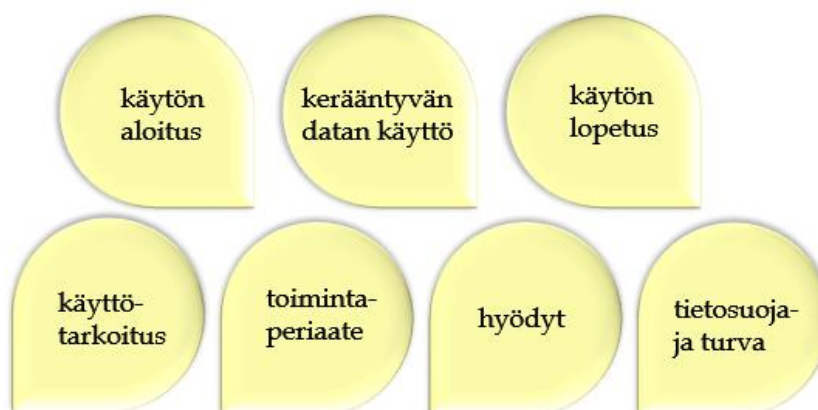 käytön
aloitus
kerääntyvän
datan käyttö
käytön
lopetus
käyttö-
tarkoitus
toiminta-
periaate
hyödyt
tietosuoja-
ja turva